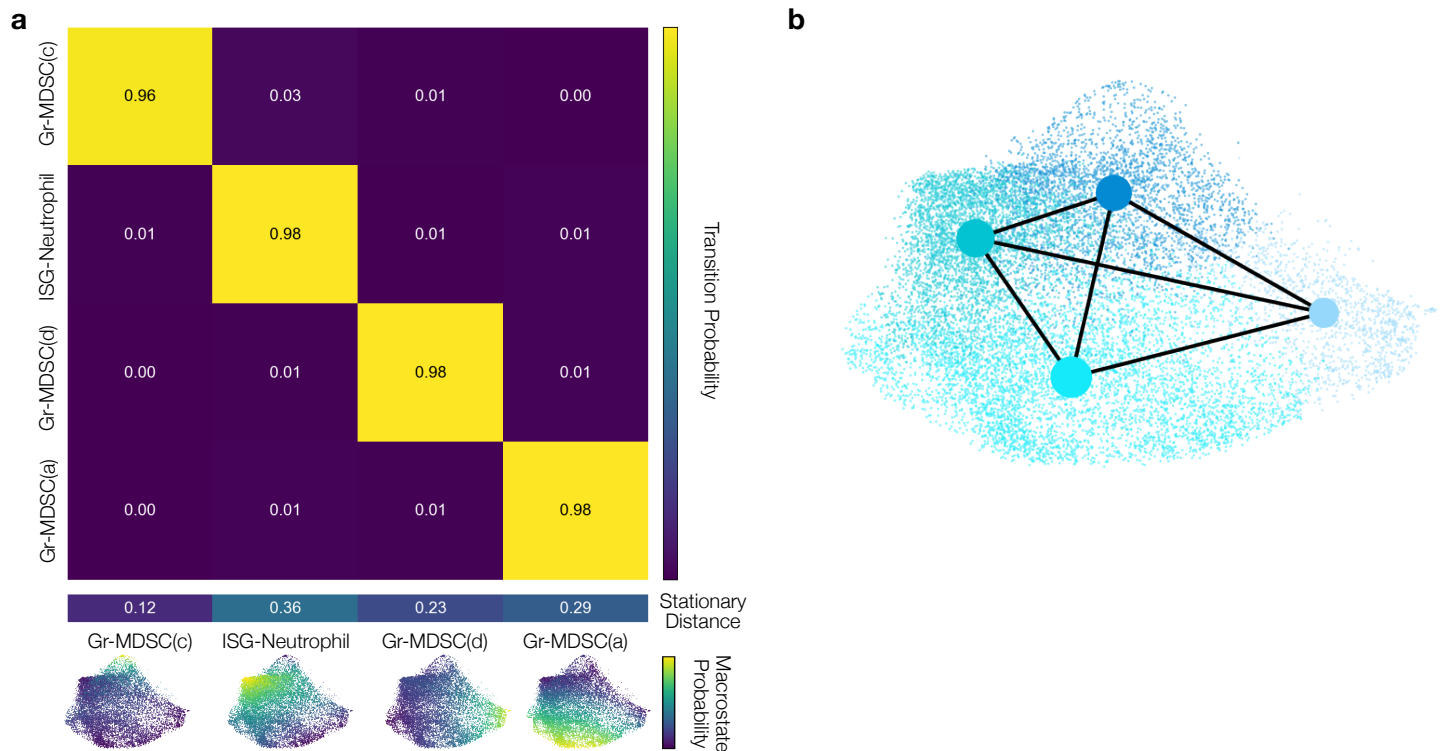 a
b
Gr-MDSC(c)
0.96 0.03 0.01 0.00
ISG-Neutrophil
0.01 0.98 0.01 0.01
Gr-MDSC(d)
0.00 0.01 0.98 0.01
Gr-MDSC(a)
0.00 0.01 0.01 0.98
Transition Probability
0.12 0.36 0.23 0.29
Stationary
Distance
Gr-MDSC(c) ISG-Neutrophil Gr-MDSC(d) Gr-MDSC(a)
Macrostate
Probability